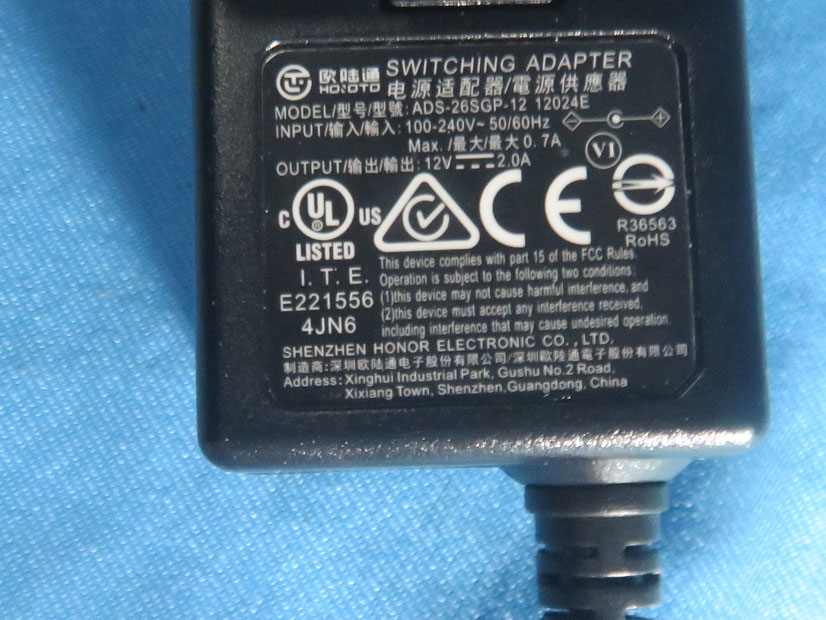 欧陆通 SWITCHING ADAPTER
HONOTO 电源适配器/電源供應器
MODEL/型号/型號: ADS-26SGP-12 12024E
INPUT/输入/輸入: 100-240V~ 50/60Hz
Max. /最大/最大 0.7A
OUTPUT/输出/輸出: 12V 2.0A
VI
C UL US
®
LISTED
CE
R36563
RoHS
I. T. E.
E221556
4JN6
This device complies with part 15 of the FCC Rules.
Operation is subject to the following two conditions:
(1)this device may not cause harmful interference, and
(2)this device must accept any interference received,
including interference that may cause undesired operation.
SHENZHEN HONOR ELECTRONIC CO., LTD.
制造商:深圳欧陆通电子股份有限公司/深圳歐陸通電子股份有限公司
Address: Xinghui Industrial Park, Gushu No.2 Road,
Xixiang Town, Shenzhen, Guangdong, China